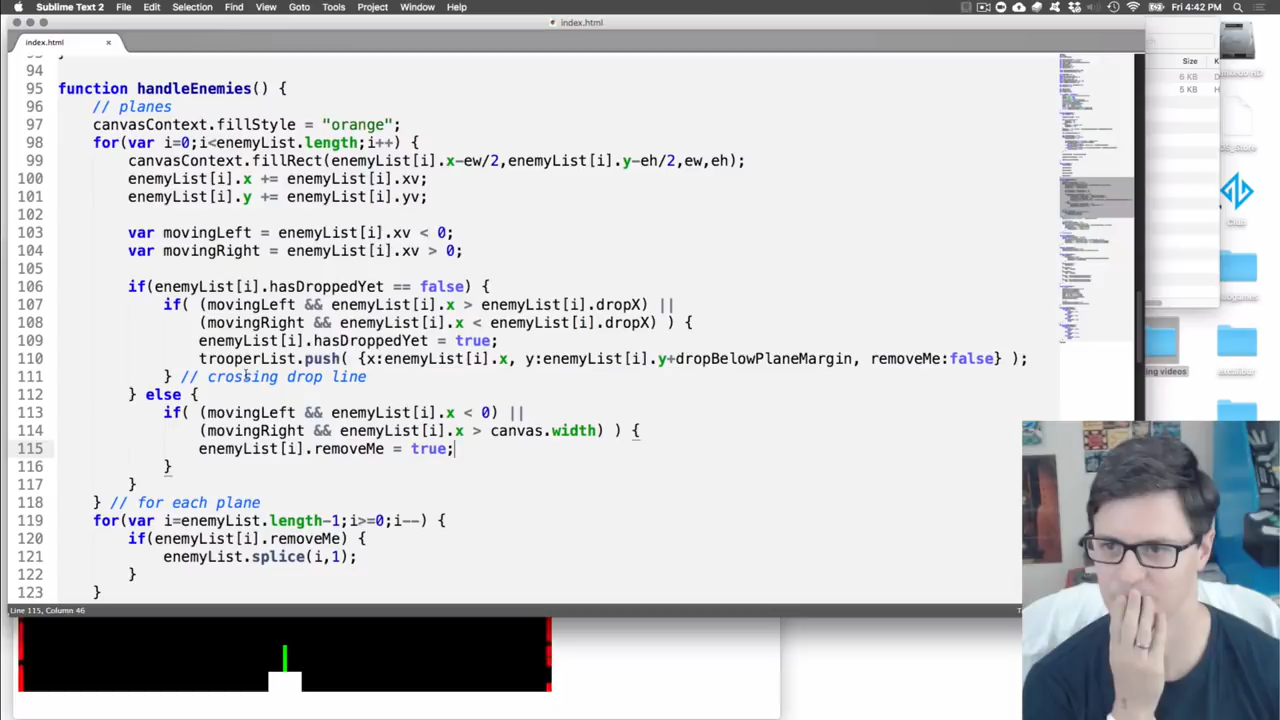 Sublime Text 2 File Edit Selection Find View Goto Tools Project Window Help
Fri 4:42 PM
index.html
index.html
94
95 function handleEnemies() {
96 // planes
97 canvasContext.fillStyle = "orange";
98 for(var i=0;i<enemyList.length;i++) {
99 canvasContext.fillRect(enemyList[i].x-ew/2,enemyList[i].y-eh/2,ew,eh);
100 enemyList[i].x += enemyList[i].xv;
101 enemyList[i].y += enemyList[i].yv;
102
103 var movingLeft = enemyList[i].xv < 0;
104 var movingRight = enemyList[i].xv > 0;
105
106 if(enemyList[i].hasDroppedYet == false) {
107 if( (movingLeft && enemyList[i].x > enemyList[i].dropX) ||
108 (movingRight && enemyList[i].x < enemyList[i].dropX) ) {
109 enemyList[i].hasDroppedYet = true;
110 trooperList.push( {x:enemyList[i].x, y:enemyList[i].y+dropBelowPlaneMargin, removeMe:false} );
111 } // crossing drop line
112 } else {
113 if( (movingLeft && enemyList[i].x < 0) ||
114 (movingRight && enemyList[i].x > canvas.width) ) {
115 enemyList[i].removeMe = true;
116 }
117 }
118 } // for each plane
119 for(var i=enemyList.length-1;i>=0;i--) {
120 if(enemyList[i].removeMe) {
121 enemyList.splice(i,1);
122 }
123 }
Line 115, Column 46
Size
6 KB
5 KB
Club